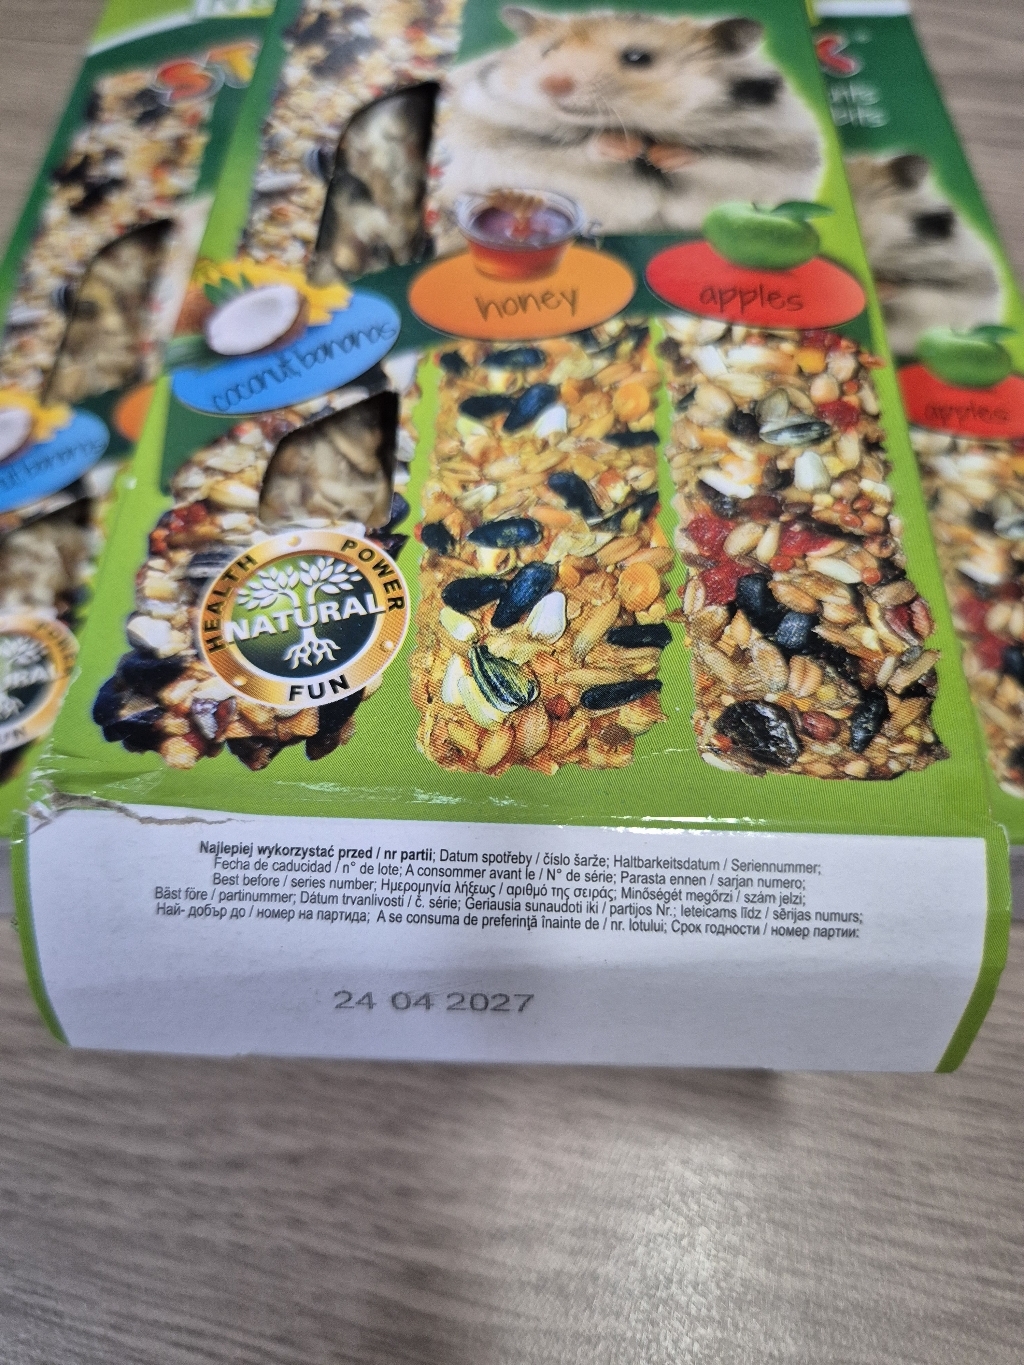 ST
coconut, bananas
honey
apples
apples
HEALTH POWER
NATURAL
FUN
Najlepiej wykorzystać przed / nr partii; Datum spotřeby / číslo šarže; Haltbarkeitsdatum / Seriennummer;
Fecha de caducidad / n° de lote; A consommer avant le / N° de série; Parasta ennen / sarjan numero;
Best before / series number; Ημερομηνία λήξεως / αριθμό της σειράς; Minőségét megőrzi / szám jelzi;
Bäst före / partinummer; Dátum trvanlivosti / č. série; Geriausia sunaudoti iki / partijos Nr.; Ieteicams līdz / sērijas numurs;
Най- добър до / номер на партида; A se consuma de preferinţă înainte de / nr. lotului; Срок годности / номер партии:
24 04 2027